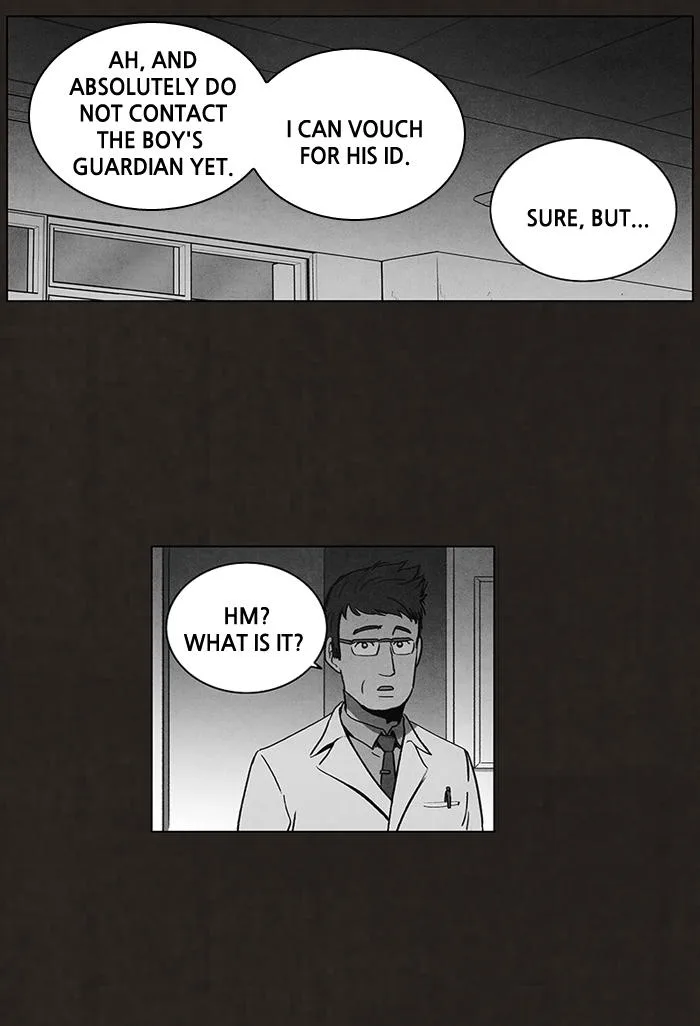 AH, AND
ABSOLUTELY DO
NOT CONTACT
THE BOY'S
GUARDIAN YET.
I CAN VOUCH
FOR HIS ID.
SURE, BUT...
HM?
WHAT IS IT?